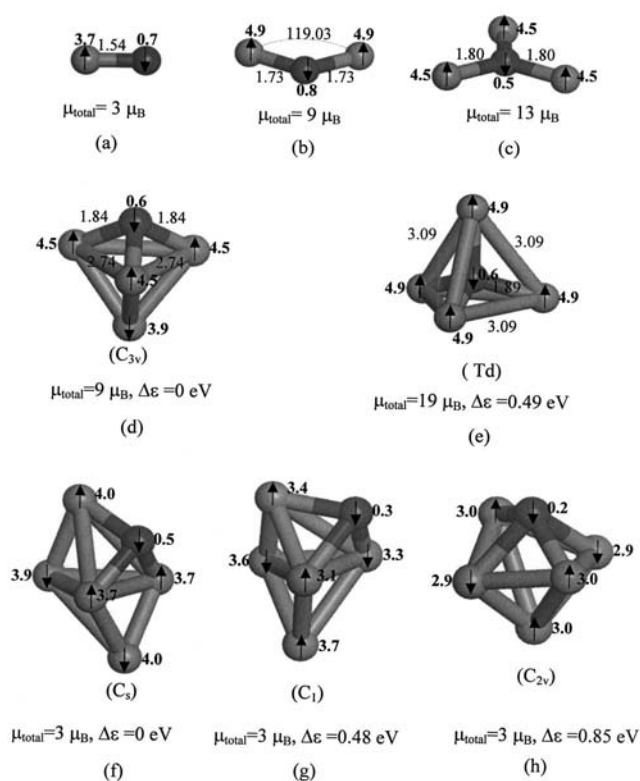 3.7 1.54 0.7
μtotal= 3 μB
(a)
4.9 119.03 4.9
1.73 1.73
0.8
μtotal= 9 μB
(b)
4.5
1.80 1.80
4.5 0.5 4.5
μtotal= 13 μB
(c)
0.6
1.84 1.84
4.5 4.5
2.74 2.74
4.5
3.9
(C3v)
μtotal=9 μB, Δε =0 eV
(d)
4.9
3.09 3.09
0.6
4.9 .89 4.9
3.09
4.9
( Td)
μtotal=19 μB, Δε =0.49 eV
(e)
4.0
0.5
3.9 3.7
3.7
4.0
(Cs)
μtotal=3 μB, Δε =0 eV
(f)
3.4
0.3
3.6 3.3
3.1
3.7
(C1)
μtotal=3 μB, Δε =0.48 eV
(g)
3.0 0.2
2.9
2.9 3.0
3.0
(C2v)
μtotal=3 μB, Δε =0.85 eV
(h)